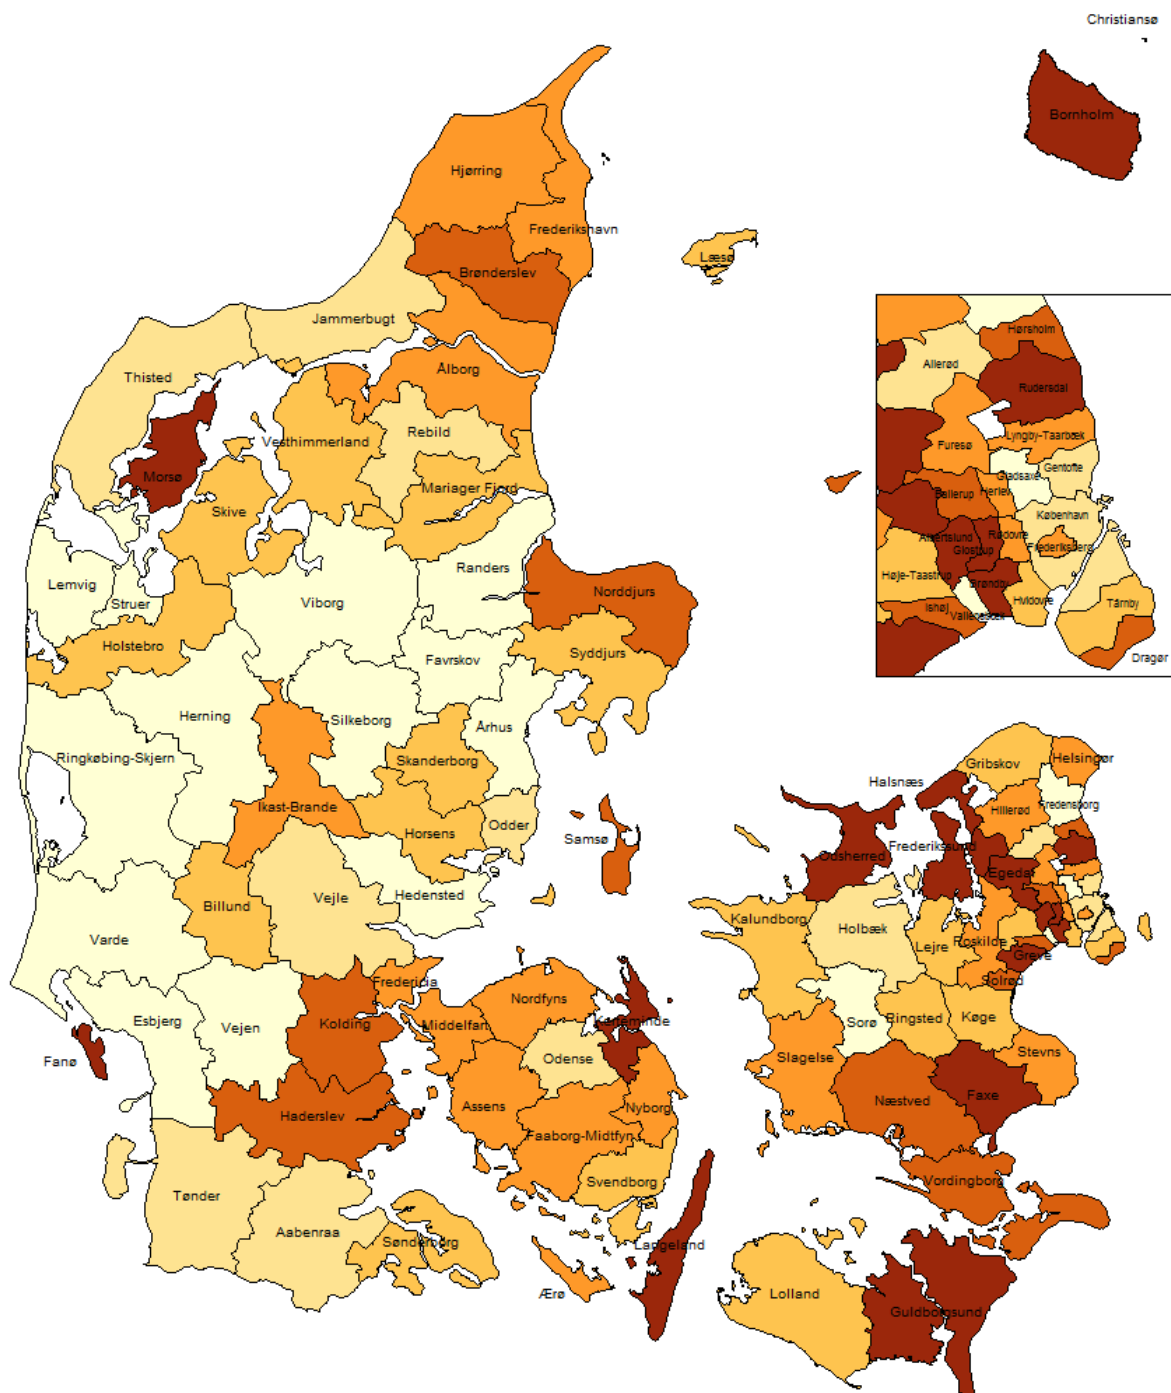 Christiansø
Bornholm
Hjørring
Frederikshavn
Læsø
Brønderslev
Jammerbugt
Ålborg
Thisted
Vesthimmerland
Rebild
Morsø
Mariager Fjord
Skive
Hørsholm
Allerød
Rudersdal
Lyngby-Taarbæk
Furesø
Gentofte
Gladsaxe
Ballerup
Herlev
København
Albertslund
Rødovre
Glostrup
Frederiksberg
Høje-Taastrup
Brøndby
Hvidovre
Tårnby
Ishøj
Vallensbæk
Dragør
Lemvig
Struer
Randers
Viborg
Norddjurs
Holstebro
Favrskov
Syddjurs
Herning
Silkeborg
Århus
Ringkøbing-Skjern
Skanderborg
Ikast-Brande
Horsens
Odder
Samsø
Gribskov
Helsingør
Halsnæs
Hillerød
Fredensborg
Odsherred
Frederikssund
Egedal
Billund
Vejle
Hedensted
Kalundborg
Holbæk
Lejre
Roskilde
Greve
Solrød
Varde
Fredericia
Nordfyns
Esbjerg
Vejen
Kolding
Middelfart
Kerteminde
Sorø
Ringsted
Køge
Stevns
Fanø
Odense
Slagelse
Haderslev
Assens
Nyborg
Næstved
Faxe
Faaborg-Midtfyn
Svendborg
Vordingborg
Tønder
Aabenraa
Sønderborg
Langeland
Ærø
Lolland
Guldborgsund